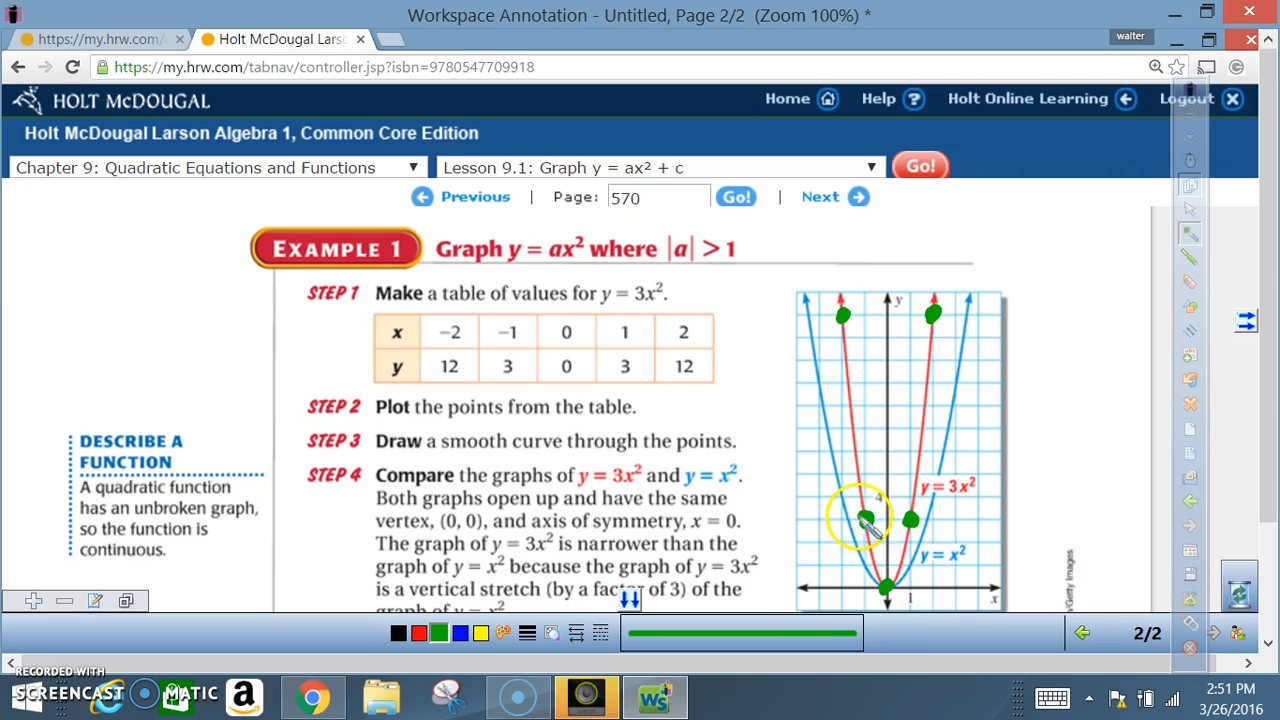 Workspace Annotation - Untitled, Page 2/2 (Zoom 100%) *
https://my.hrw.com/
Holt McDougal Lars
walter
https://my.hrw.com/tabnav/controller.jsp?isbn=9780547709918
HOLT McDOUGAL
Home
Help
Holt Online Learning
Logout
Holt McDougal Larson Algebra 1, Common Core Edition
Chapter 9: Quadratic Equations and Functions
Lesson 9.1: Graph y = ax² + c
Go!
Previous | Page: 570 Go! | Next
EXAMPLE 1 Graph y = ax² where |a| > 1
STEP 1 Make a table of values for y = 3x².
x −2 −1 0 1 2
y 12 3 0 3 12
STEP 2 Plot the points from the table.
STEP 3 Draw a smooth curve through the points.
STEP 4 Compare the graphs of y = 3x² and y = x².
Both graphs open up and have the same
vertex, (0, 0), and axis of symmetry, x = 0.
The graph of y = 3x² is narrower than the
graph of y = x² because the graph of y = 3x²
is a vertical stretch (by a factor of 3) of the
graph of y = x².
DESCRIBE A
FUNCTION
A quadratic function
has an unbroken graph,
so the function is
continuous.
y
4
y = 3x²
y = x²
1
x
/Getty Images
2/2
RECORDED WITH
SCREENCAST MATIC
2:51 PM
3/26/2016